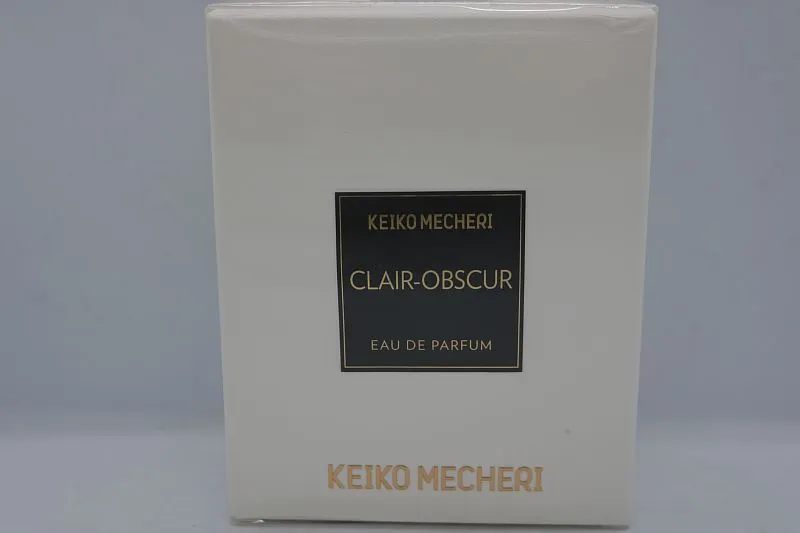 KEIKO MECHERI
CLAIR-OBSCUR
EAU DE PARFUM
KEIKO MECHERI